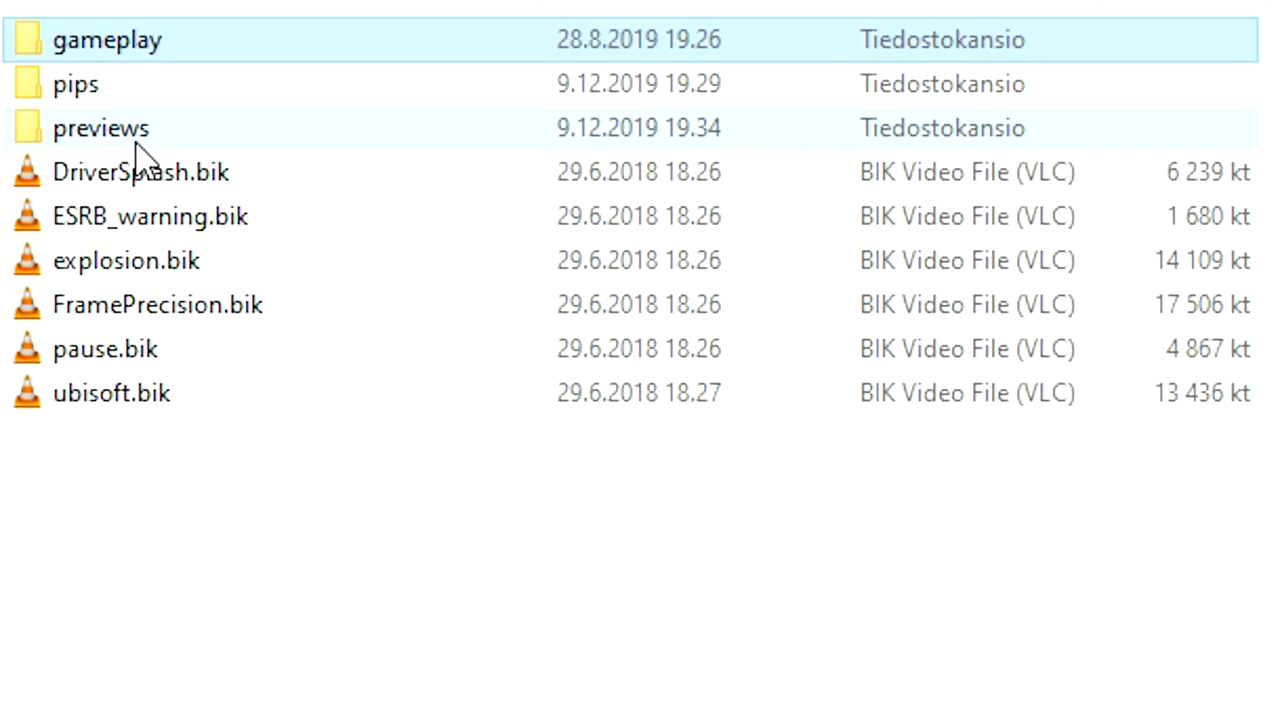 gameplay 28.8.2019 19.26 Tiedostokansio
pips 9.12.2019 19.29 Tiedostokansio
previews 9.12.2019 19.34 Tiedostokansio
DriverSplash.bik 29.6.2018 18.26 BIK Video File (VLC) 6 239 kt
ESRB_warning.bik 29.6.2018 18.26 BIK Video File (VLC) 1 680 kt
explosion.bik 29.6.2018 18.26 BIK Video File (VLC) 14 109 kt
FramePrecision.bik 29.6.2018 18.26 BIK Video File (VLC) 17 506 kt
pause.bik 29.6.2018 18.26 BIK Video File (VLC) 4 867 kt
ubisoft.bik 29.6.2018 18.27 BIK Video File (VLC) 13 436 kt